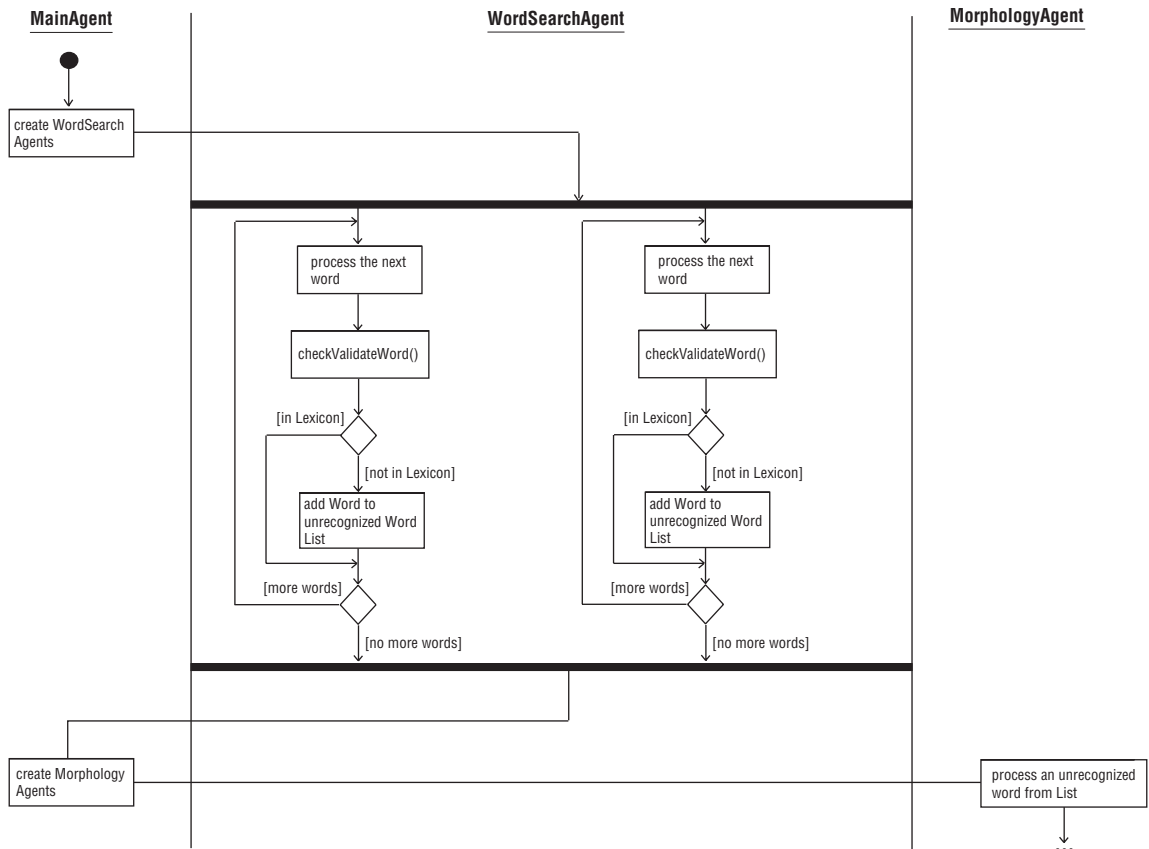 MainAgent
WordSearchAgent
MorphologyAgent
create WordSearch
Agents
process the next
word
process the next
word
checkValidateWord()
checkValidateWord()
[in Lexicon]
[in Lexicon]
[not in Lexicon]
[not in Lexicon]
add Word to
unrecognized Word
List
add Word to
unrecognized Word
List
[more words]
[more words]
[no more words]
[no more words]
create Morphology
Agents
process an unrecognized
word from List
...